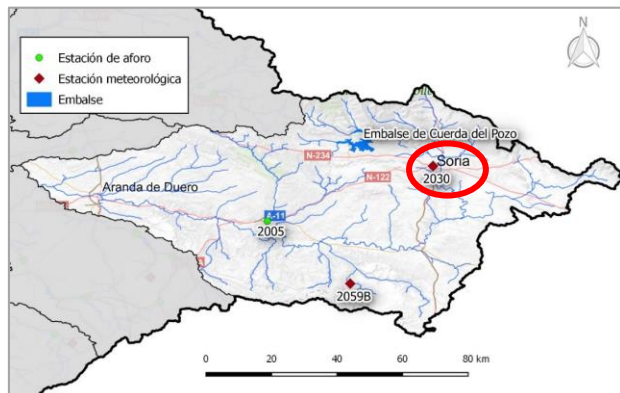 N
Estación de aforo
Estación meteorológica
Embalse
Embalse de Cuerda del Pozo
N-234
Soria
2030
N-122
Aranda de Duero
A-11
2005
2059B
0 20 40 60 80 km